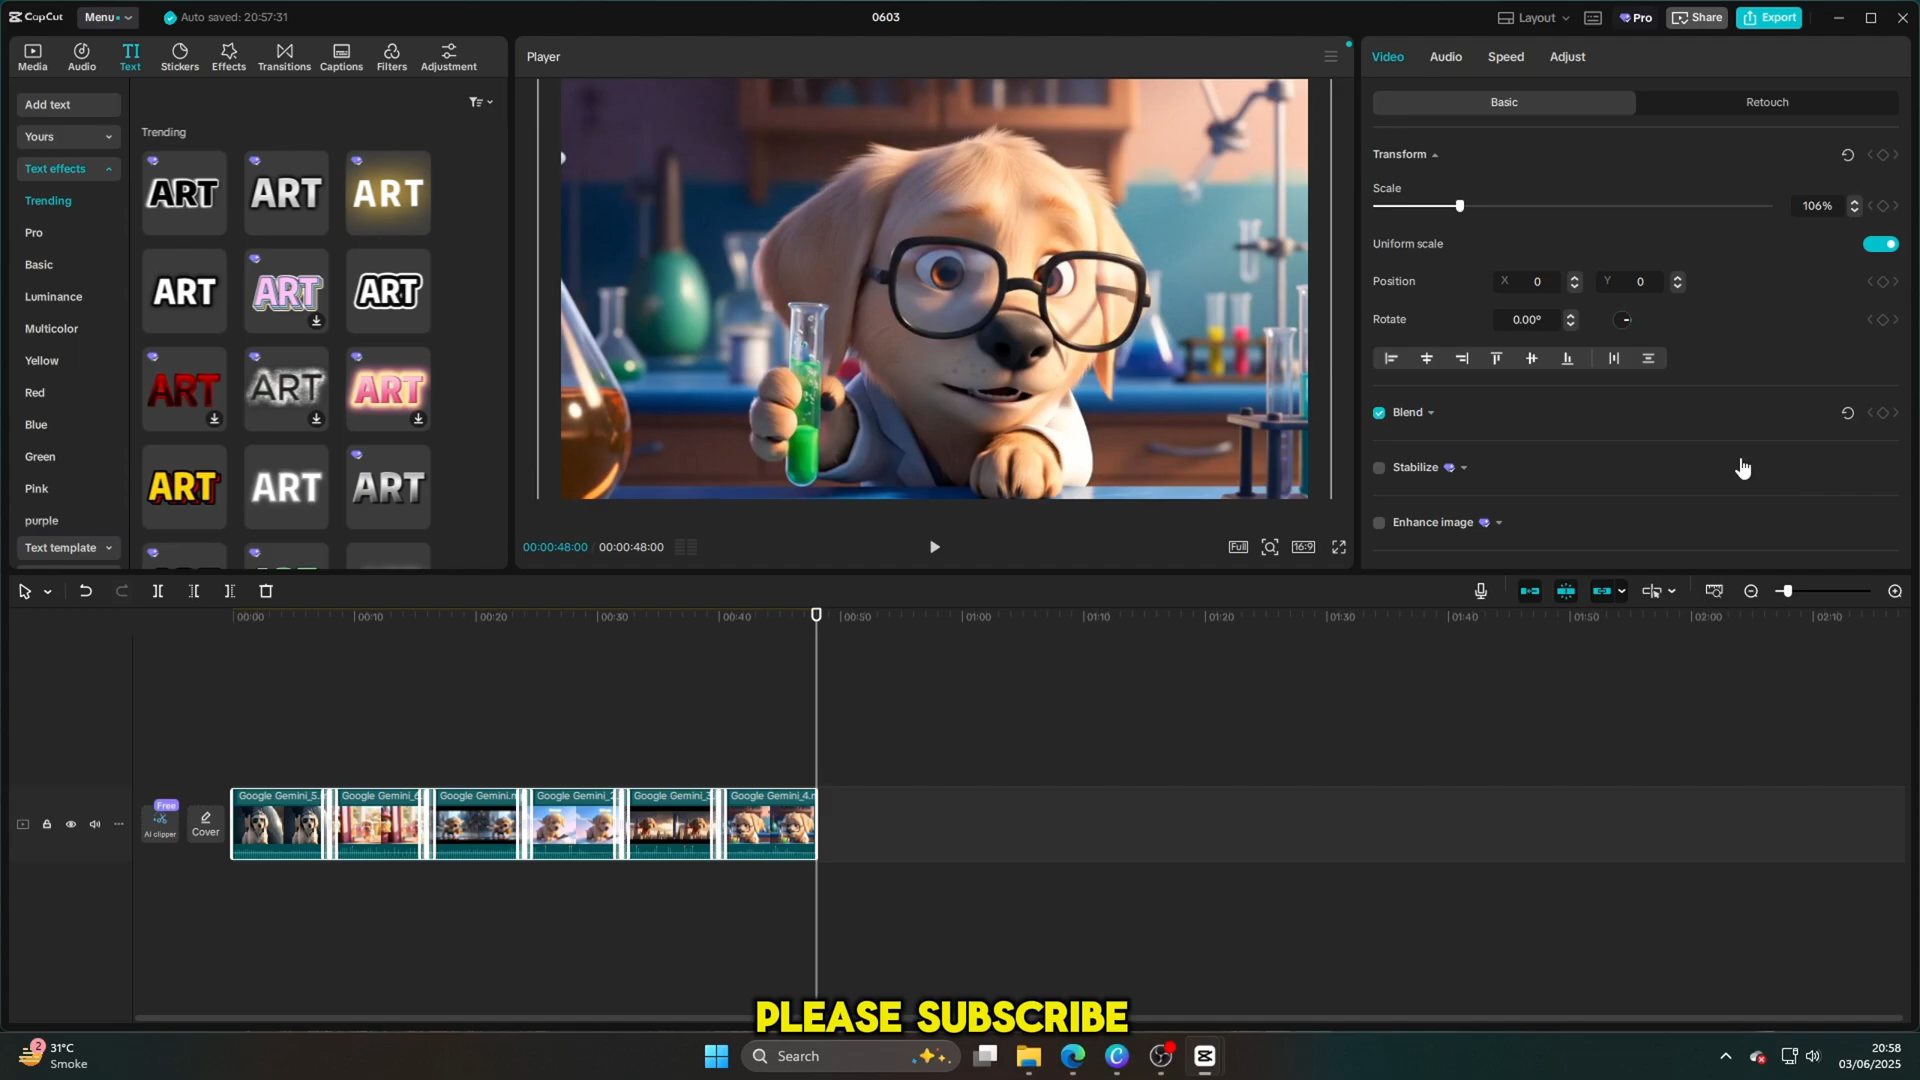 CapCut Menu Auto saved: 20:57:31 0603 Layout Pro Share Export
Media Audio Text Stickers Effects Transitions Captions Filters Adjustment
Player
Video Audio Speed Adjust
Add text
Yours
Text effects
Trending
Pro
Basic
Luminance
Multicolor
Yellow
Red
Blue
Green
Pink
purple
Text template
Trending
ART ART ART
ART ART ART
ART ART ART
ART ART ART
00:00:48:00 00:00:48:00 Full 16:9
Basic Retouch
Transform
Scale
106%
Uniform scale
Position X 0 Y 0
Rotate 0.00°
Blend
Stabilize
Enhance image
00:00 00:10 00:20 00:30 00:40 00:50 01:00 01:10 01:20 01:30 01:40 01:50 02:00 02:10
Free
AI clipper
Cover
Google Gemini_5. Google Gemini_6 Google Gemini.m Google Gemini_2 Google Gemini_3 Google Gemini_4.m
PLEASE SUBSCRIBE
2
31°C
Smoke
Search
20:58
03/06/2025